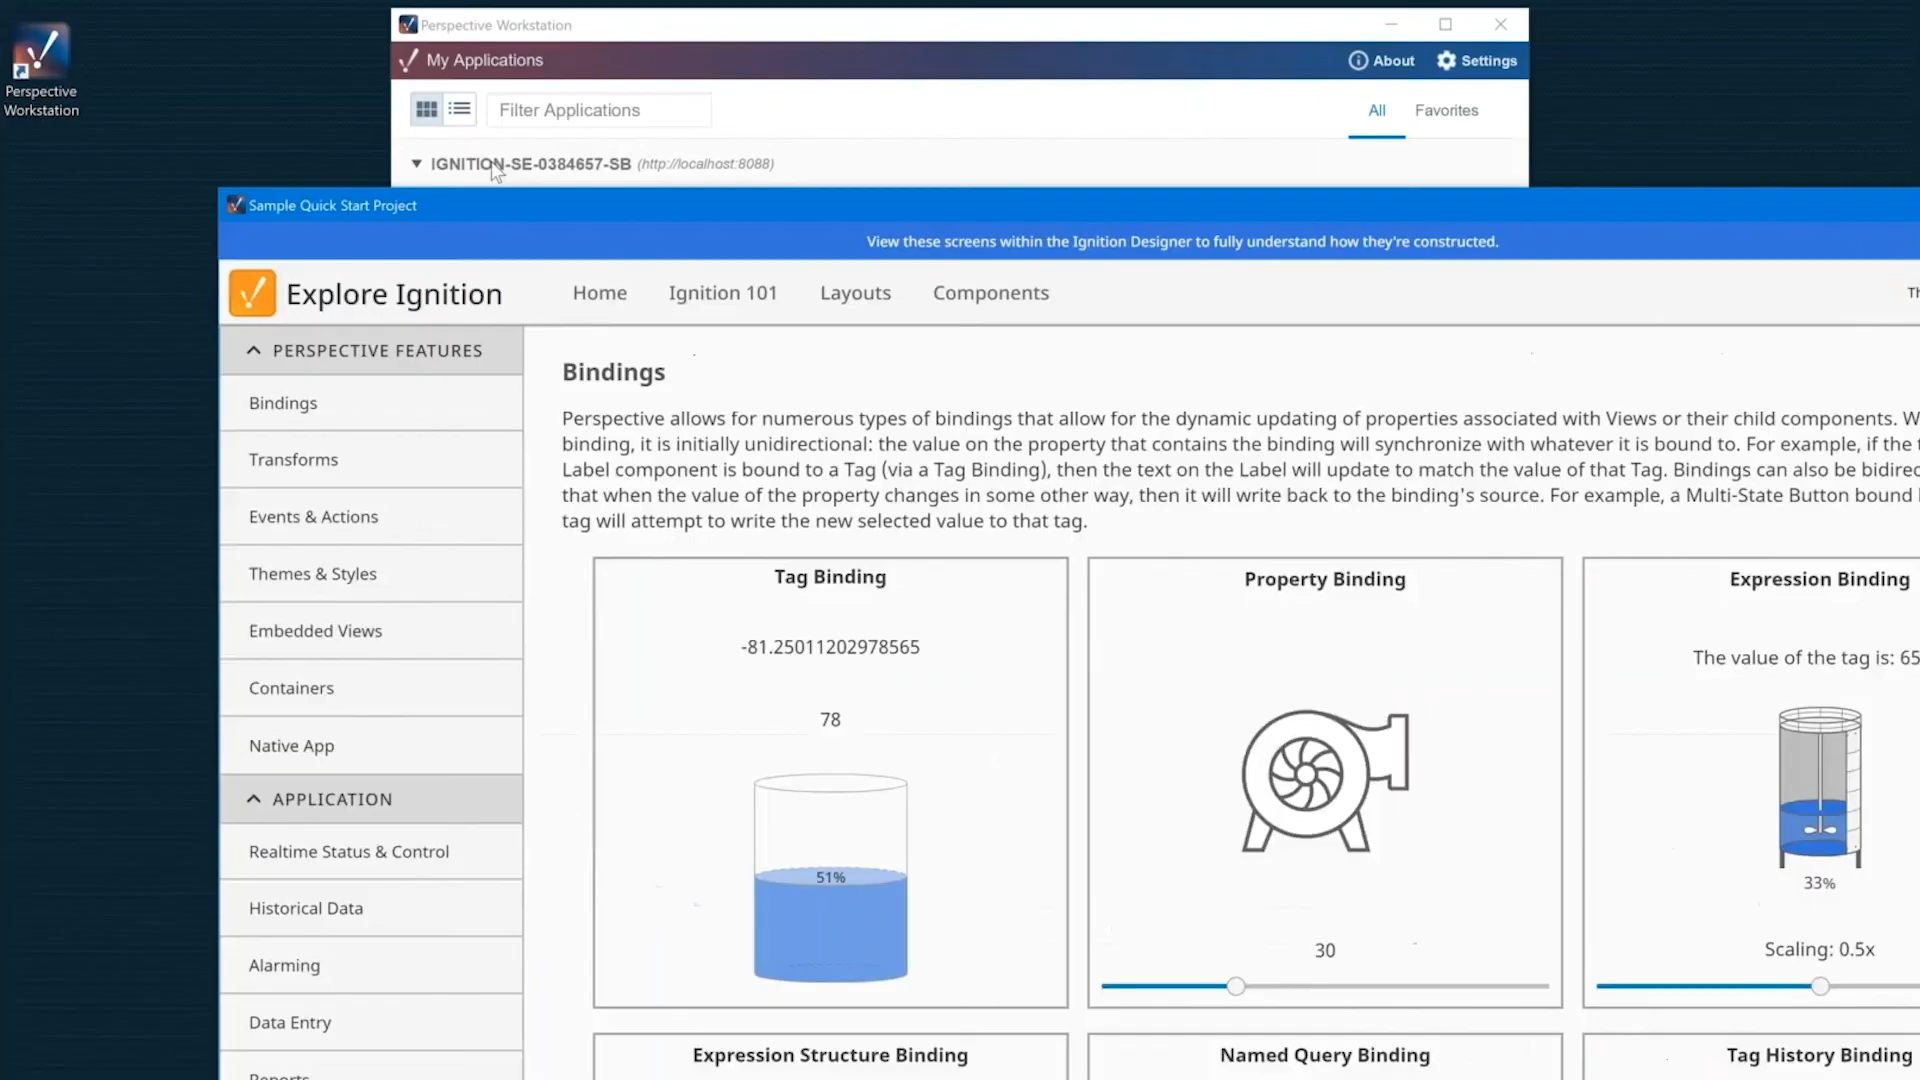 Perspective Workstation
Perspective
Workstation
My Applications
About
Settings
Filter Applications
All
Favorites
IGNITION-SE-0384657-SB (http://localhost:8088)
Sample Quick Start Project
View these screens within the Ignition Designer to fully understand how they're constructed.
Explore Ignition
Home
Ignition 101
Layouts
Components
PERSPECTIVE FEATURES
Bindings
Transforms
Events & Actions
Themes & Styles
Embedded Views
Containers
Native App
APPLICATION
Realtime Status & Control
Historical Data
Alarming
Data Entry
Reports
Bindings
Perspective allows for numerous types of bindings that allow for the dynamic updating of properties associated with Views or their child components.
binding, it is initially unidirectional: the value on the property that contains the binding will synchronize with whatever it is bound to. For example, if the
Label component is bound to a Tag (via a Tag Binding), then the text on the Label will update to match the value of that Tag. Bindings can also be
that when the value of the property changes in some other way, then it will write back to the binding's source. For example, a Multi-State Button bound
tag will attempt to write the new selected value to that tag.
Tag Binding
-81.25011202978565
78
51%
Property Binding
30
Expression Binding
The value of the tag is: 65
33%
Scaling: 0.5x
Expression Structure Binding
Named Query Binding
Tag History Binding